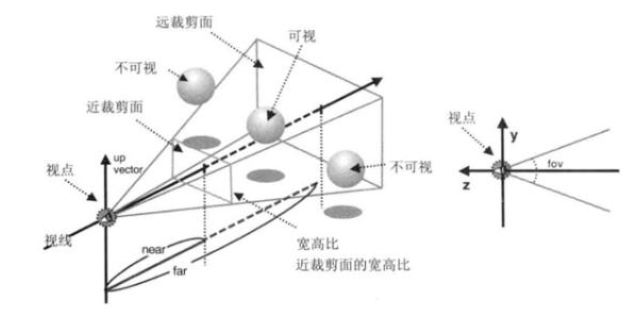 远裁剪面
可视
不可视
近裁剪面
视点
up
vector
视点
y
fov
z
不可视
视线
near
far
宽高比
近裁剪面的宽高比